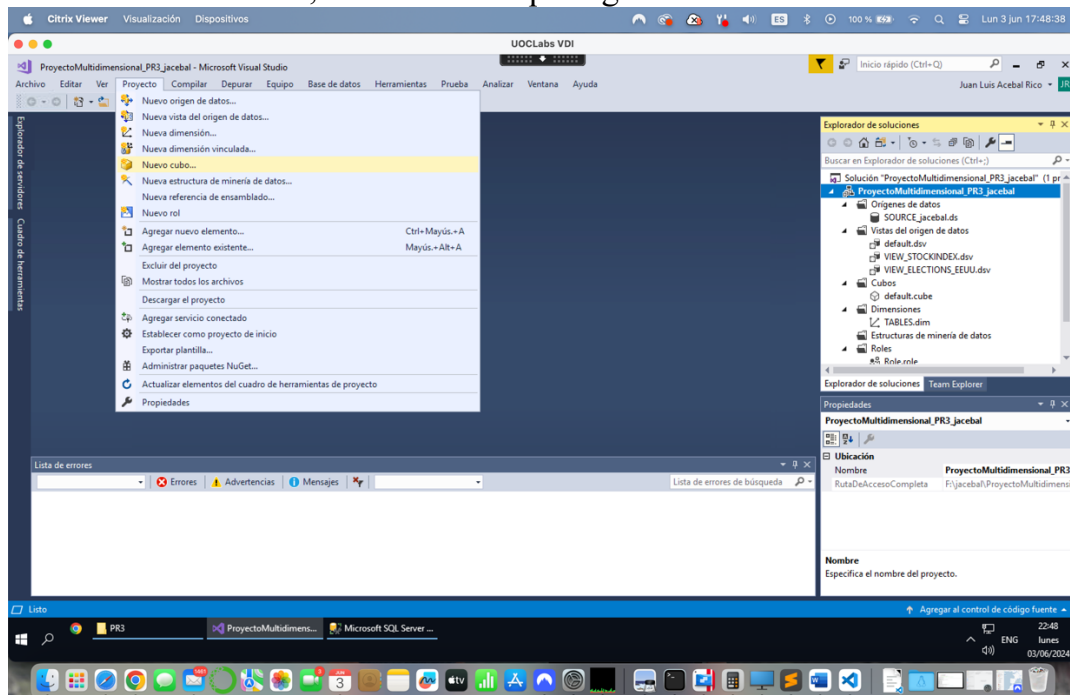 Citrix Viewer Visualización Dispositivos ES 100 % Lun 3 jun 17:48:38
UOCLabs VDI
ProyectoMultidimensional_PR3_jacebal - Microsoft Visual Studio
Inicio rápido (Ctrl+Q)
Archivo Editar Ver Proyecto Compilar Depurar Equipo Base de datos Herramientas Prueba Analizar Ventana Ayuda
Juan Luis Acebal Rico JR
Explorador de servidores
Cuadro de herramientas
Nuevo origen de datos...
Nueva vista del origen de datos...
Nueva dimensión...
Nueva dimensión vinculada...
Nuevo cubo...
Nueva estructura de minería de datos...
Nueva referencia de ensamblado...
Nuevo rol
Agregar nuevo elemento... Ctrl+Mayús.+A
Agregar elemento existente... Mayús.+Alt+A
Excluir del proyecto
Mostrar todos los archivos
Descargar el proyecto
Agregar servicio conectado
Establecer como proyecto de inicio
Exportar plantilla...
Administrar paquetes NuGet...
Actualizar elementos del cuadro de herramientas de proyecto
Propiedades
Explorador de soluciones
Buscar en Explorador de soluciones (Ctrl+;)
Solución "ProyectoMultidimensional_PR3_jacebal" (1 pr
ProyectoMultidimensional_PR3_jacebal
Orígenes de datos
SOURCE_jacebal.ds
Vistas del origen de datos
default.dsv
VIEW_STOCKINDEX.dsv
VIEW_ELECTIONS_EEUU.dsv
Cubos
default.cube
Dimensiones
TABLES.dim
Estructuras de minería de datos
Roles
Role.role
Explorador de soluciones Team Explorer
Propiedades
ProyectoMultidimensional_PR3_jacebal
Ubicación
Nombre ProyectoMultidimensional_PR3
RutaDeAccesoCompleta F:\jacebal\ProyectoMultidimensi
Nombre
Especifica el nombre del proyecto.
Lista de errores
Errores Advertencias Mensajes
Lista de errores de búsqueda
Listo
Agregar al control de código fuente
PR3 ProyectoMultidimens... Microsoft SQL Server ...
ENG
22:48
lunes
03/06/2024